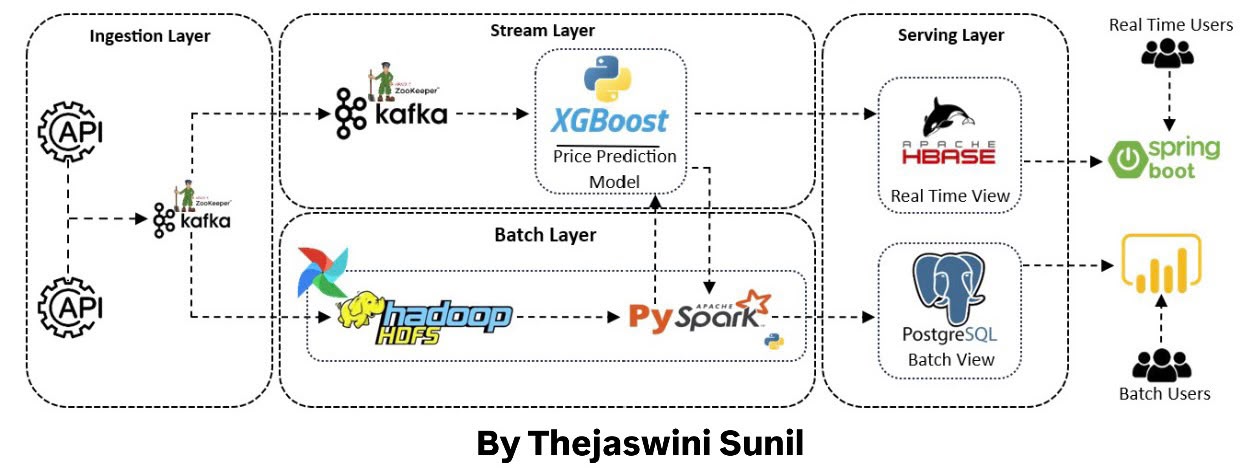 Ingestion Layer
API
API
ZooKeeper
kafka
Stream Layer
ZooKeeper
kafka
XGBoost
Price Prediction
Model
Batch Layer
hadoop
HDFS
APACHE
PySpark
Serving Layer
APACHE
HBASE
Real Time View
PostgreSQL
Batch View
Real Time Users
spring
boot
Batch Users
By Thejaswini Sunil